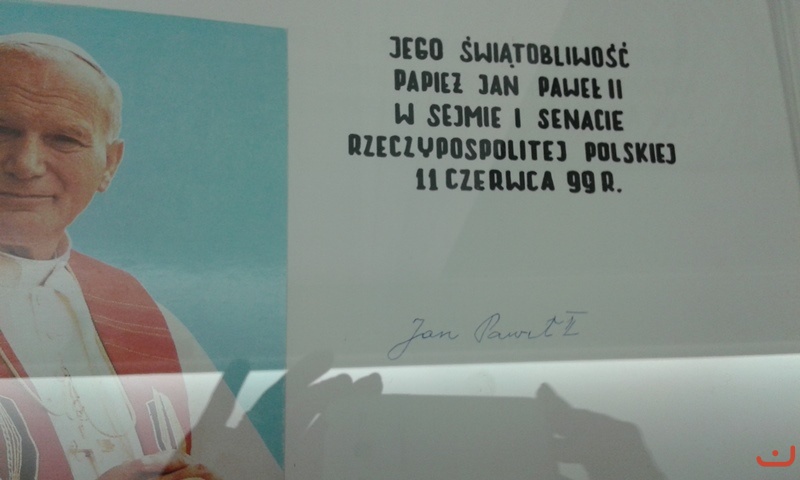 JEGO ŚWIĄTOBLIWOŚĆ
PAPIEŻ JAN PAWEŁ II
W SEJMIE I SENACIE
RZECZYPOSPOLITEJ POLSKIEJ
11 CZERWCA 99 R.
Jan Paweł II